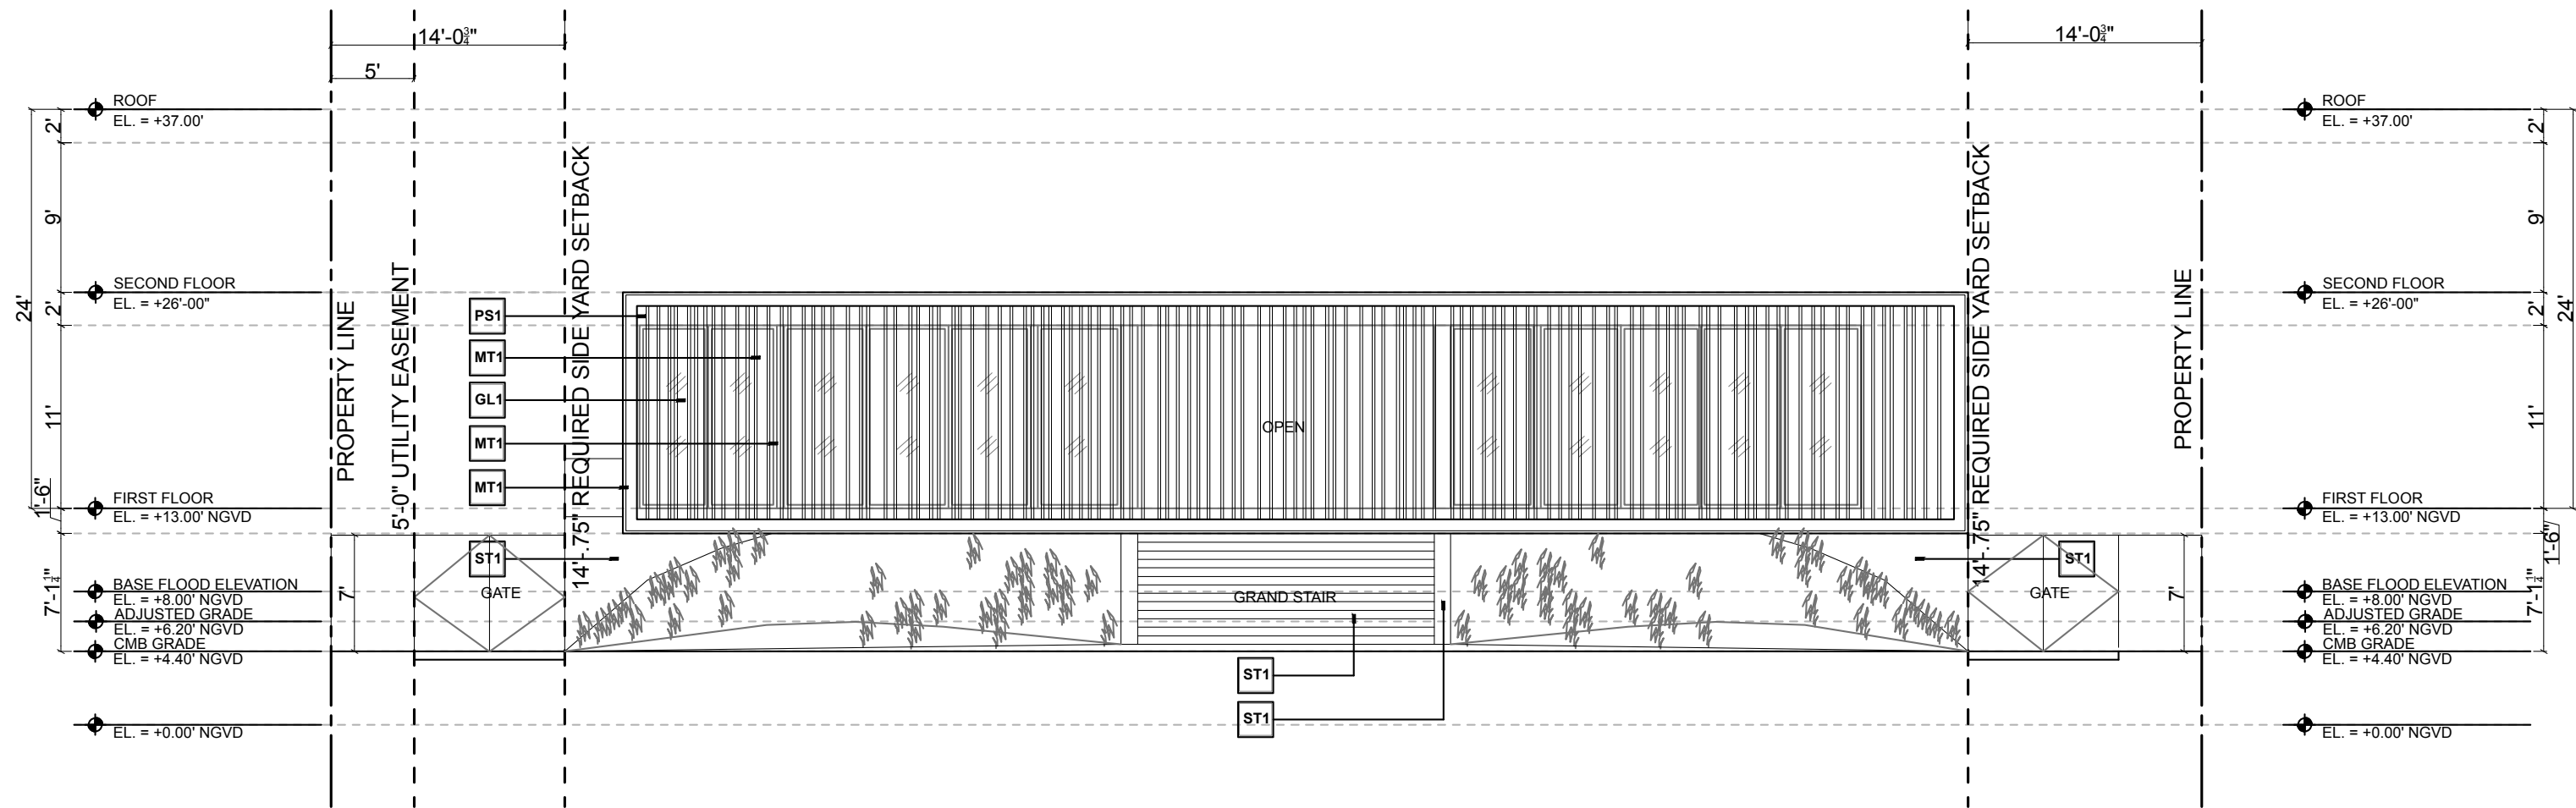 14'-0¾"
5'
14'-0¾"
ROOF
EL. = +37.00'
2'
9'
SECOND FLOOR
EL. = +26'-00"
2'
24'
11'
FIRST FLOOR
EL. = +13.00' NGVD
1'-6"
7'-1¼"
BASE FLOOD ELEVATION
EL. = +8.00' NGVD
ADJUSTED GRADE
EL. = +6.20' NGVD
CMB GRADE
EL. = +4.40' NGVD
EL. = +0.00' NGVD
PROPERTY LINE
5'-0" UTILITY EASEMENT
14'-.75" REQUIRED SIDE YARD SETBACK
7'
GATE
PS1
MT1
GL1
MT1
MT1
ST1
OPEN
GRAND STAIR
ST1
ST1
14'-.75" REQUIRED SIDE YARD SETBACK
PROPERTY LINE
ST1
GATE
7'
ROOF
EL. = +37.00'
2'
9'
SECOND FLOOR
EL. = +26'-00"
2'
24'
11'
FIRST FLOOR
EL. = +13.00' NGVD
1'-6"
7'-1¼"
BASE FLOOD ELEVATION
EL. = +8.00' NGVD
ADJUSTED GRADE
EL. = +6.20' NGVD
CMB GRADE
EL. = +4.40' NGVD
EL. = +0.00' NGVD